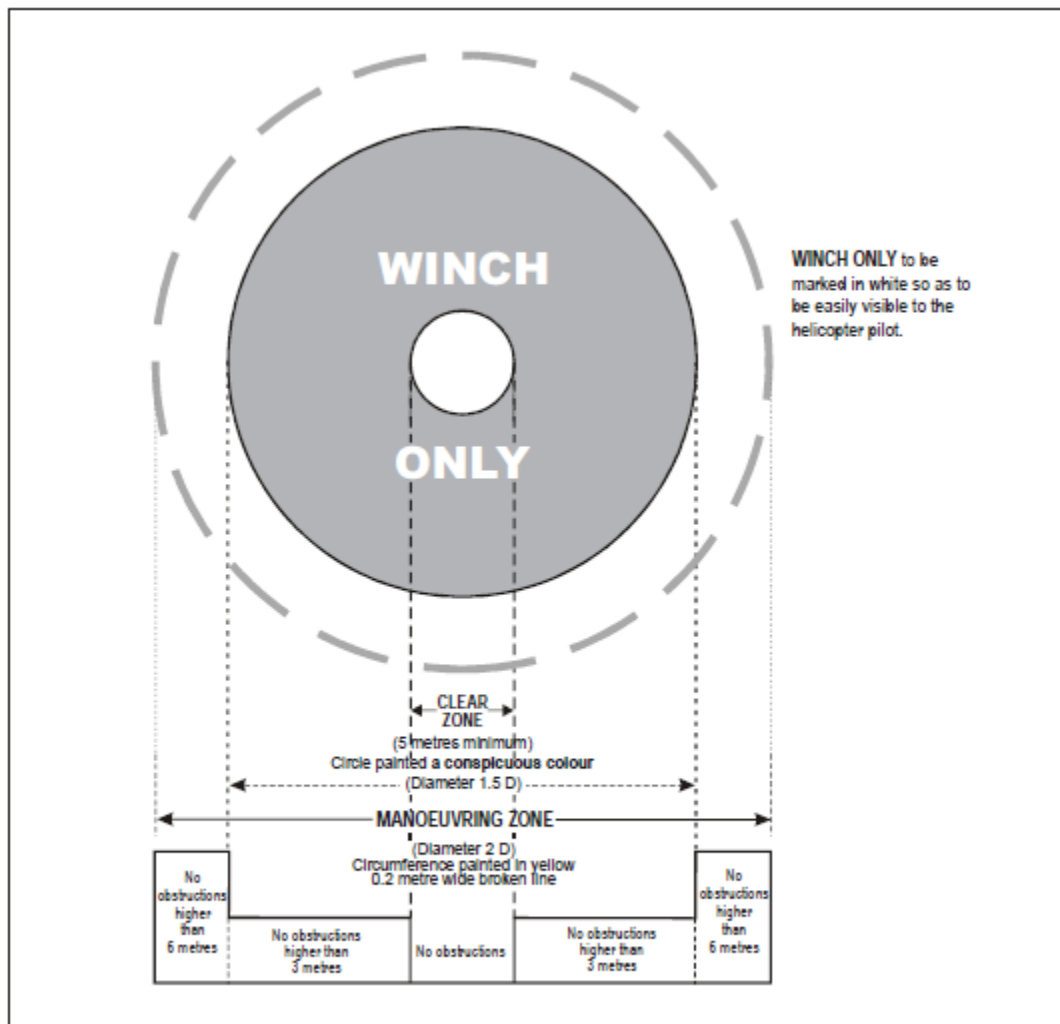 WINCH
ONLY
WINCH ONLY to be
marked in white so as to
be easily visible to the
helicopter pilot.
CLEAR
ZONE
(5 metres minimum)
Circle painted a conspicuous colour
(Diameter 1.5 D)
MANOEUVRING ZONE
(Diameter 2 D)
Circumference painted in yellow
0.2 metre wide broken line
No
obstructions
higher
than
6 metres
No obstructions
higher than
3 metres
No obstructions
No obstructions
higher than
3 metres
No
obstructions
higher
than
6 metres